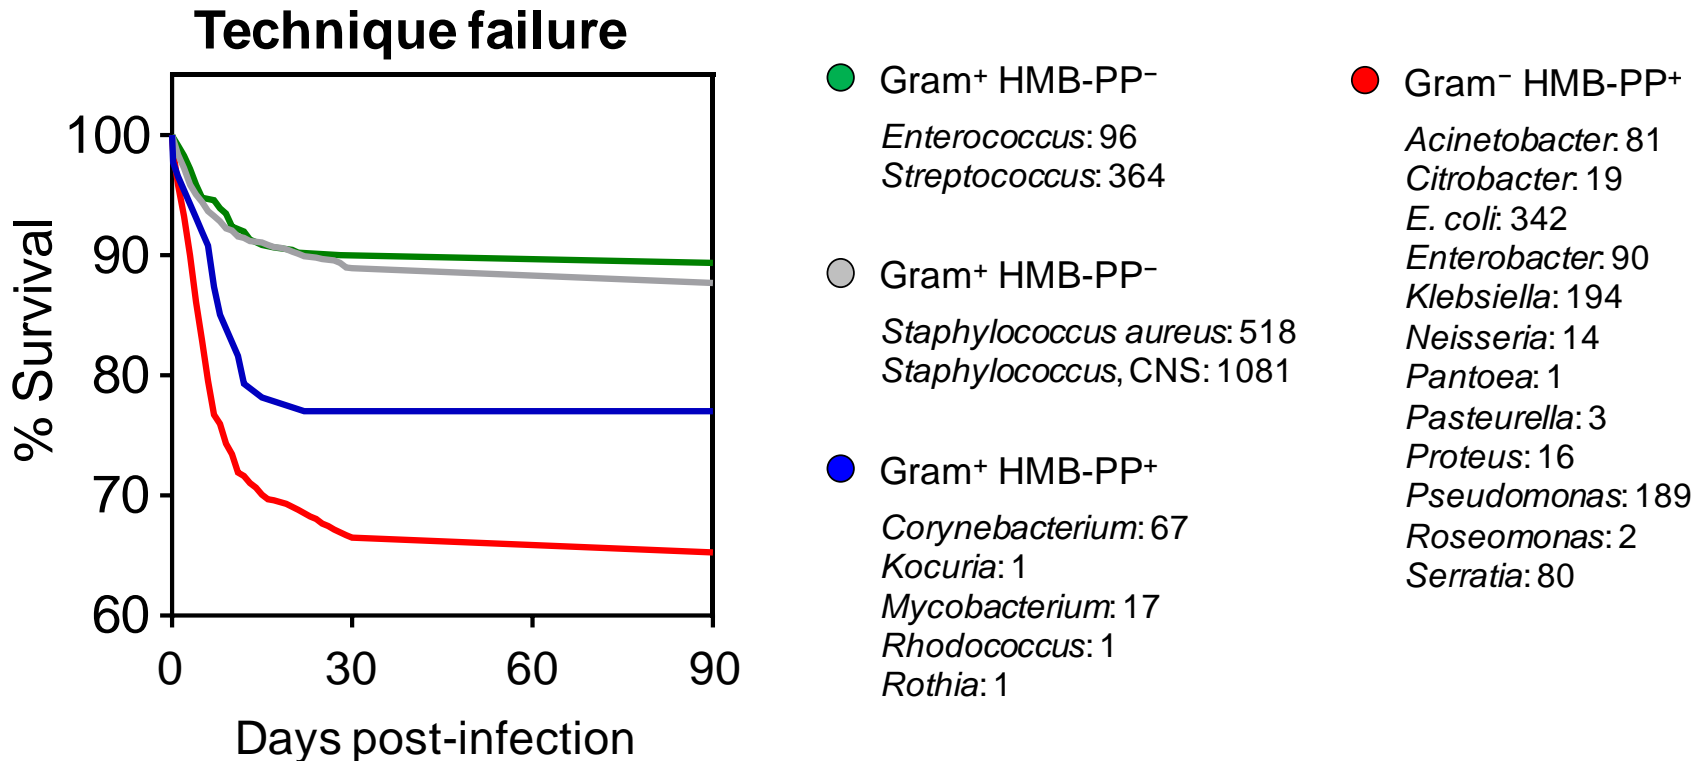 Technique failure
% Survival
100
90
80
70
60
0 30 60 90
Days post-infection
Gram⁺ HMB-PP⁻
Enterococcus: 96
Streptococcus: 364
Gram⁺ HMB-PP⁻
Staphylococcus aureus: 518
Staphylococcus, CNS: 1081
Gram⁺ HMB-PP⁺
Corynebacterium: 67
Kocuria: 1
Mycobacterium: 17
Rhodococcus: 1
Rothia: 1
Gram⁻ HMB-PP⁺
Acinetobacter: 81
Citrobacter: 19
E. coli: 342
Enterobacter: 90
Klebsiella: 194
Neisseria: 14
Pantoea: 1
Pasteurella: 3
Proteus: 16
Pseudomonas: 189
Roseomonas: 2
Serratia: 80